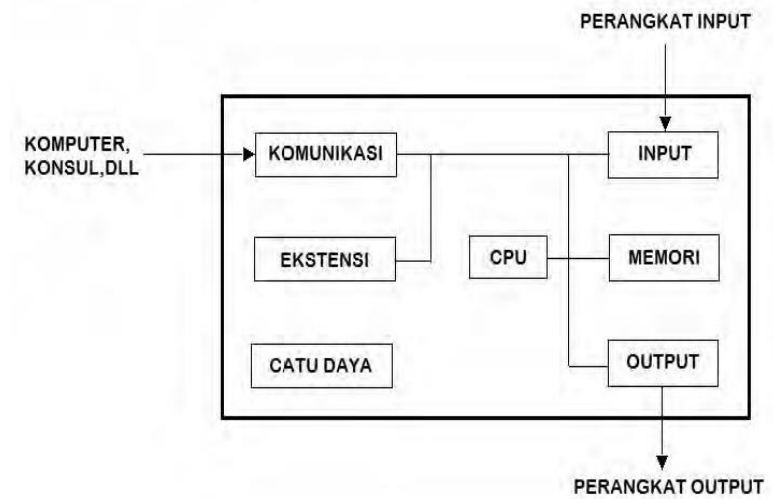 PERANGKAT INPUT
KOMPUTER,
KONSUL,DLL
KOMUNIKASI
INPUT
EKSTENSI
CPU
MEMORI
CATU DAYA
OUTPUT
PERANGKAT OUTPUT